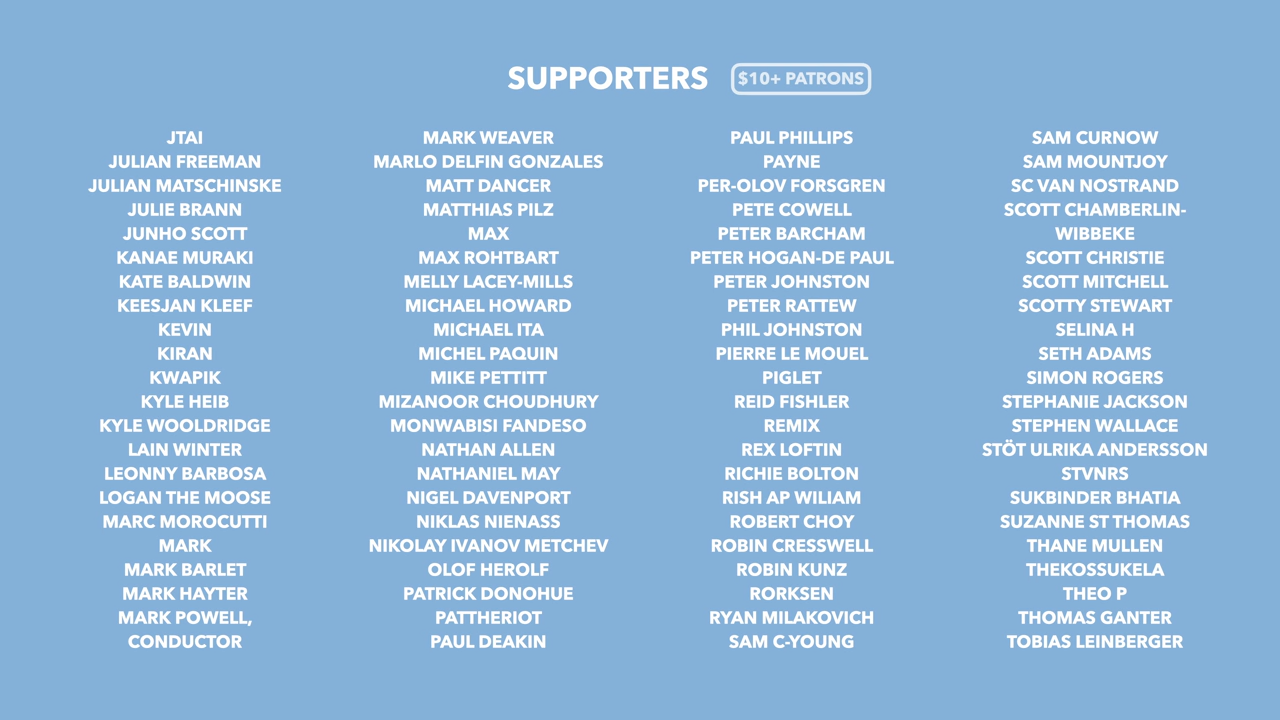 SUPPORTERS $10+ PATRONS
JTAI
JULIAN FREEMAN
JULIAN MATSCHINSKE
JULIE BRANN
JUNHO SCOTT
KANAE MURAKI
KATE BALDWIN
KEESJAN KLEEF
KEVIN
KIRAN
KWAPIK
KYLE HEIB
KYLE WOOLDRIDGE
LAIN WINTER
LEONNY BARBOSA
LOGAN THE MOOSE
MARC MOROCUTTI
MARK
MARK BARLET
MARK HAYTER
MARK POWELL,
CONDUCTOR
MARK WEAVER
MARLO DELFIN GONZALES
MATT DANCER
MATTHIAS PILZ
MAX
MAX ROHTBART
MELLY LACEY-MILLS
MICHAEL HOWARD
MICHAEL ITA
MICHEL PAQUIN
MIKE PETTITT
MIZANOOR CHOUDHURY
MONWABISI FANDESO
NATHAN ALLEN
NATHANIEL MAY
NIGEL DAVENPORT
NIKLAS NIENASS
NIKOLAY IVANOV METCHEV
OLOF HEROLF
PATRICK DONOHUE
PATTHERIOT
PAUL DEAKIN
PAUL PHILLIPS
PAYNE
PER-OLOV FORSGREN
PETE COWELL
PETER BARCHAM
PETER HOGAN-DE PAUL
PETER JOHNSTON
PETER RATTEW
PHIL JOHNSTON
PIERRE LE MOUEL
PIGLET
REID FISHLER
REMIX
REX LOFTIN
RICHIE BOLTON
RISH AP WILIAM
ROBERT CHOY
ROBIN CRESSWELL
ROBIN KUNZ
RORKSEN
RYAN MILAKOVICH
SAM C-YOUNG
SAM CURNOW
SAM MOUNTJOY
SC VAN NOSTRAND
SCOTT CHAMBERLIN-
WIBBEKE
SCOTT CHRISTIE
SCOTT MITCHELL
SCOTTY STEWART
SELINA H
SETH ADAMS
SIMON ROGERS
STEPHANIE JACKSON
STEPHEN WALLACE
STÖT ULRIKA ANDERSSON
STVNRS
SUKBINDER BHATIA
SUZANNE ST THOMAS
THANE MULLEN
THEKOSSUKELA
THEO P
THOMAS GANTER
TOBIAS LEINBERGER